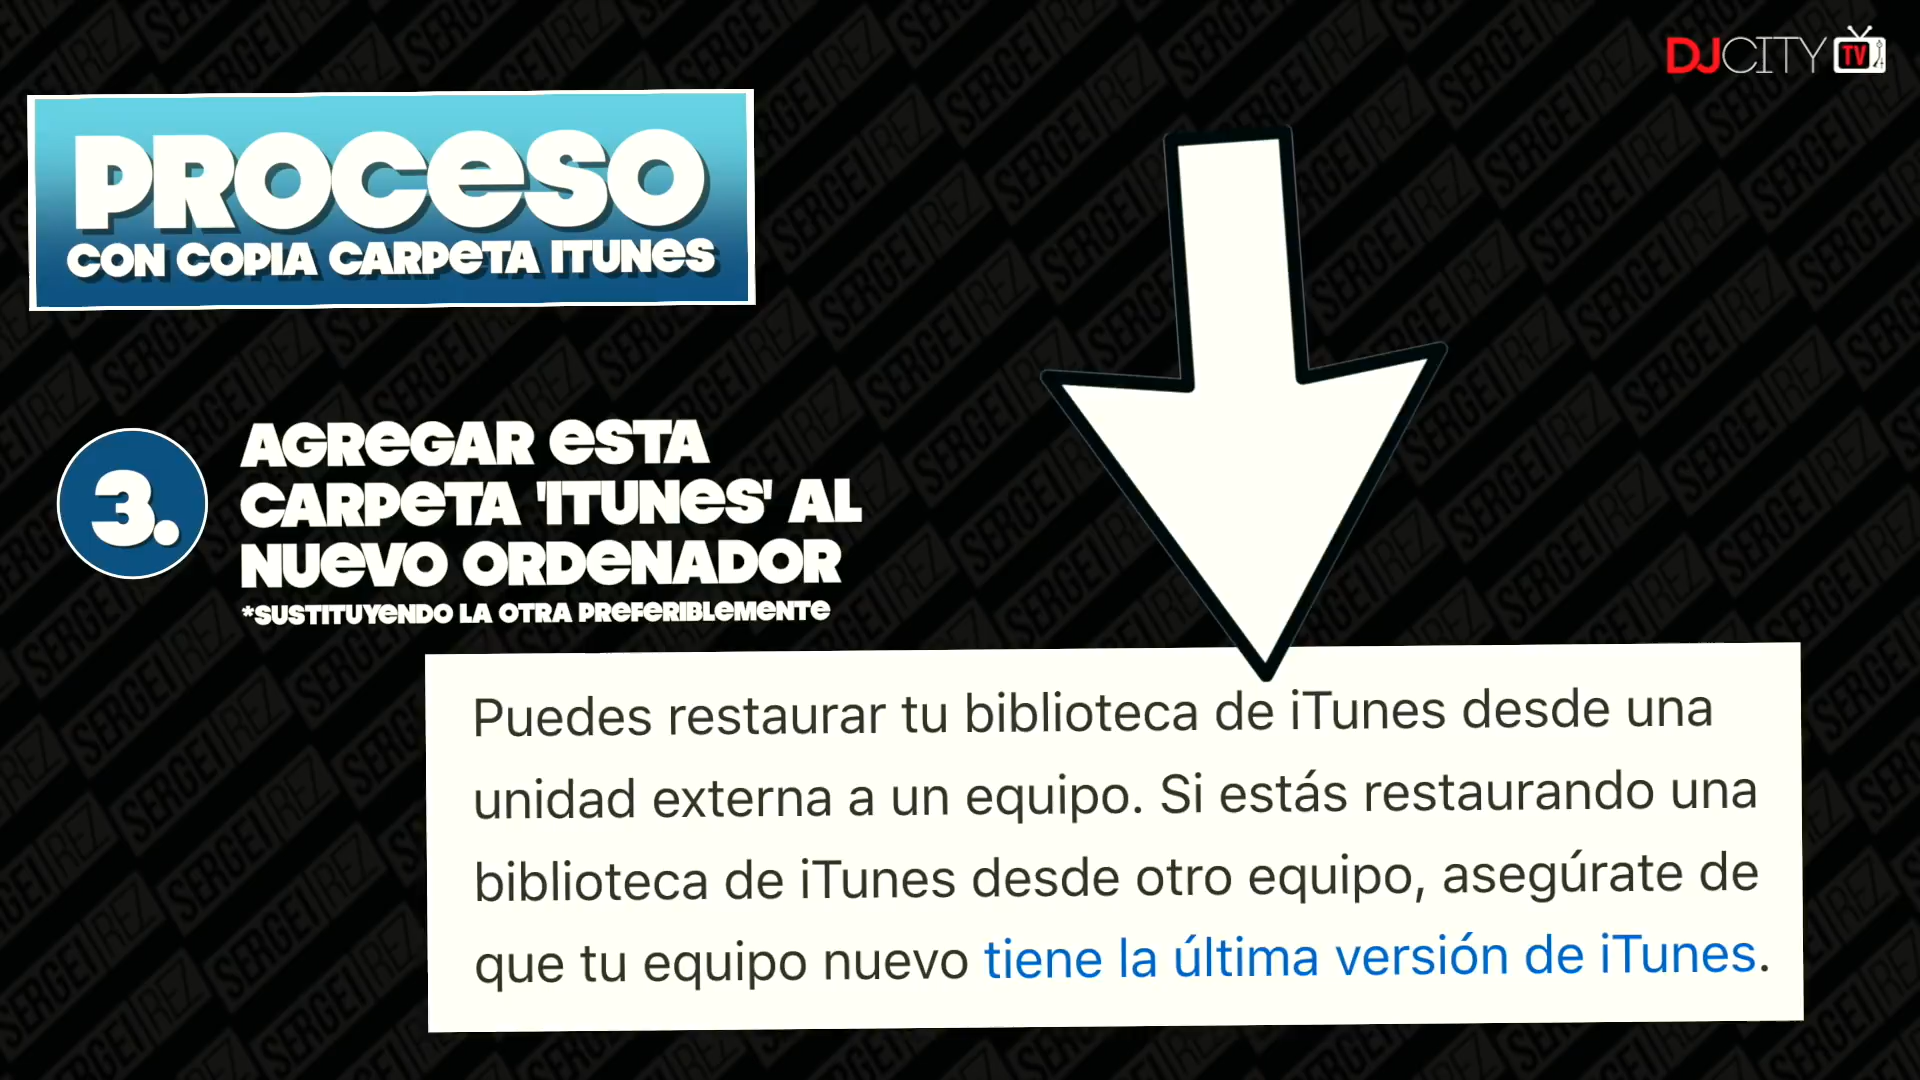 DJCITY TV
PROCESO
CON COPIA CARPETA ITUNES
3.
AGREGAR ESTA
CARPETA 'ITUNES' AL
NUEVO ORDENADOR
*SUSTITUYENDO LA OTRA PREFERIBLEMENTE
Puedes restaurar tu biblioteca de iTunes desde una
unidad externa a un equipo. Si estás restaurando una
biblioteca de iTunes desde otro equipo, asegúrate de
que tu equipo nuevo tiene la última versión de iTunes.
SERGEI REZ